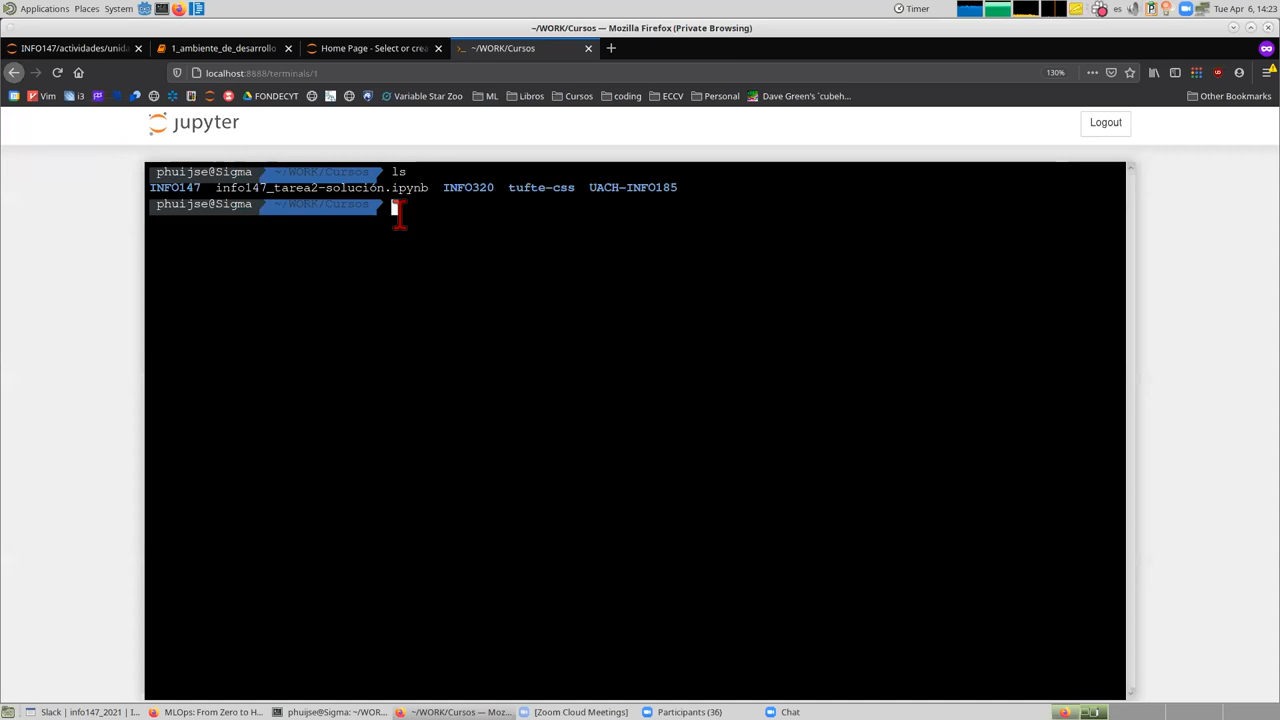 Applications Places System Timer es Tue Apr 6, 14:23
~/WORK/Cursos — Mozilla Firefox (Private Browsing)
INFO147/actividades/unida 1_ambiente_de_desarrollo Home Page - Select or crea ~/WORK/Cursos
localhost:8888/terminals/1 130%
Vim i3 FONDECYT Variable Star Zoo ML Libros Cursos coding ECCV Personal Dave Green's `cubeh... Other Bookmarks
jupyter Logout
phuijse@Sigma ~/WORK/Cursos ls
INFO147 info147_tarea2-solución.ipynb INFO320 tufte-css UACH-INFO185
phuijse@Sigma ~/WORK/Cursos
Slack | info147_2021 | I... MLOps: From Zero to H... phuijse@Sigma: ~/WOR... ~/WORK/Cursos — Moz... [Zoom Cloud Meetings] Participants (36) Chat